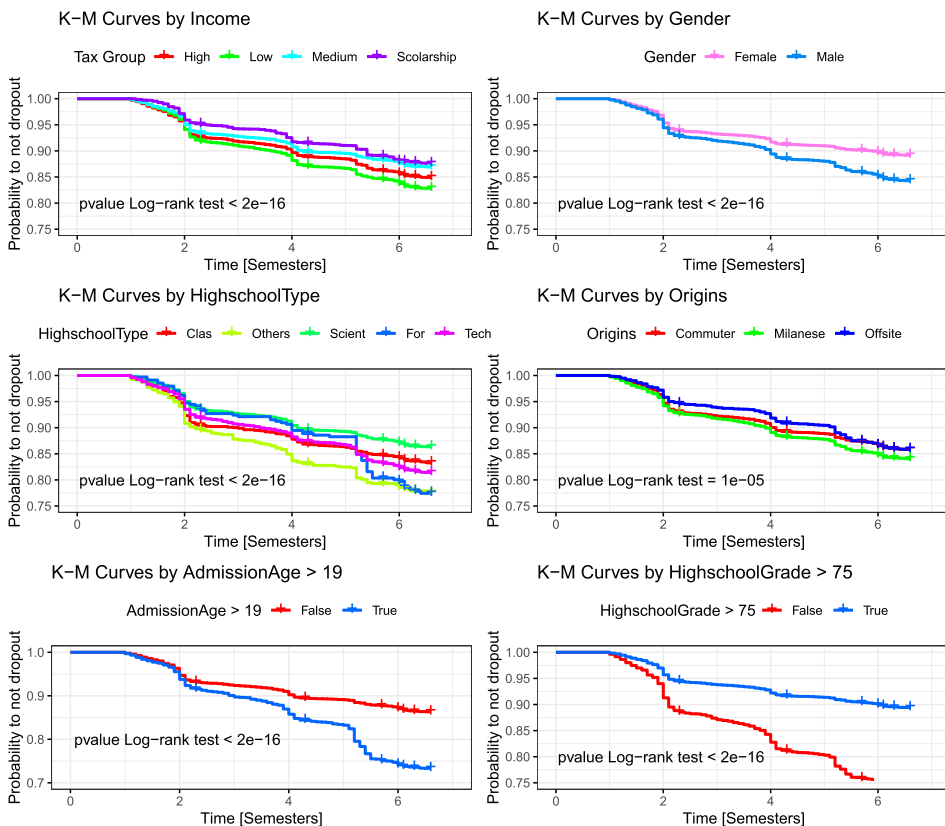 K−M Curves by Income
Tax Group High Low Medium Scolarship
Probability to not dropout
1.00
0.95
0.90
0.85
0.80
0.75
pvalue Log−rank test < 2e−16
0 2 4 6
Time [Semesters]
K−M Curves by Gender
Gender Female Male
Probability to not dropout
1.00
0.95
0.90
0.85
0.80
0.75
pvalue Log−rank test < 2e−16
0 2 4 6
Time [Semesters]
K−M Curves by HighschoolType
HighschoolType Clas Others Scient For Tech
Probability to not dropout
1.00
0.95
0.90
0.85
0.80
0.75
pvalue Log−rank test < 2e−16
0 2 4 6
Time [Semesters]
K−M Curves by Origins
Origins Commuter Milanese Offsite
Probability to not dropout
1.00
0.95
0.90
0.85
0.80
0.75
pvalue Log−rank test = 1e−05
0 2 4 6
Time [Semesters]
K−M Curves by AdmissionAge > 19
AdmissionAge > 19 False True
Probability to not dropout
1.0
0.9
0.8
0.7
pvalue Log−rank test < 2e−16
0 2 4 6
Time [Semesters]
K−M Curves by HighschoolGrade > 75
HighschoolGrade > 75 False True
Probability to not dropout
1.00
0.95
0.90
0.85
0.80
0.75
pvalue Log−rank test < 2e−16
0 2 4 6
Time [Semesters]